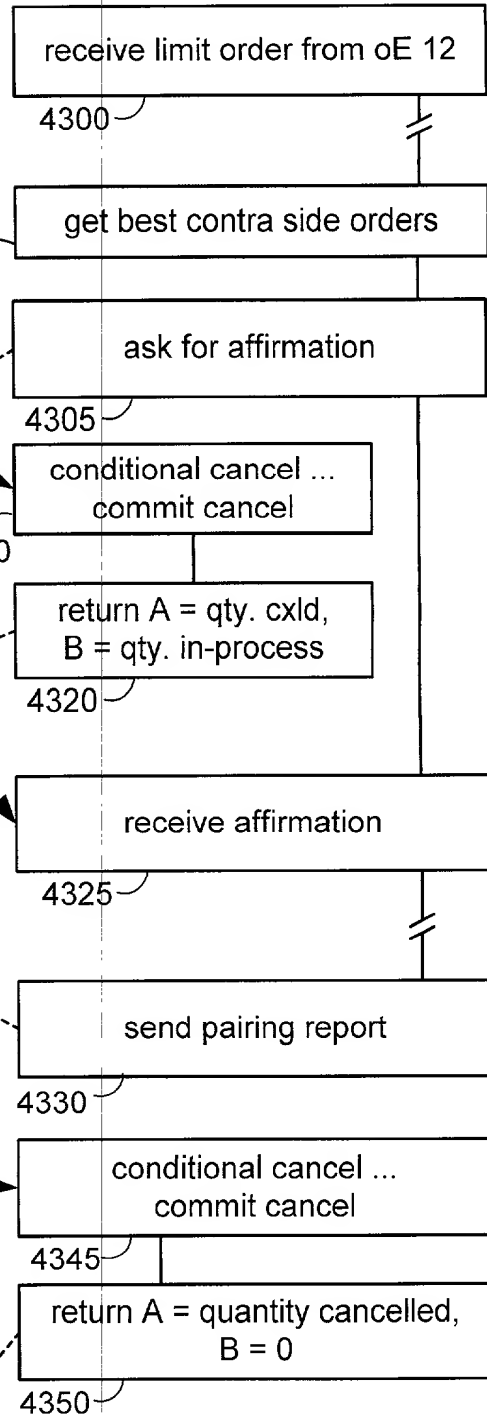 receive limit order from oE 12
4300
get best contra side orders
ask for affirmation
4305
conditional cancel ...
commit cancel
0
return A = qty. cxld,
B = qty. in-process
4320
receive affirmation
4325
send pairing report
4330
conditional cancel ...
commit cancel
4345
return A = quantity cancelled,
B = 0
4350